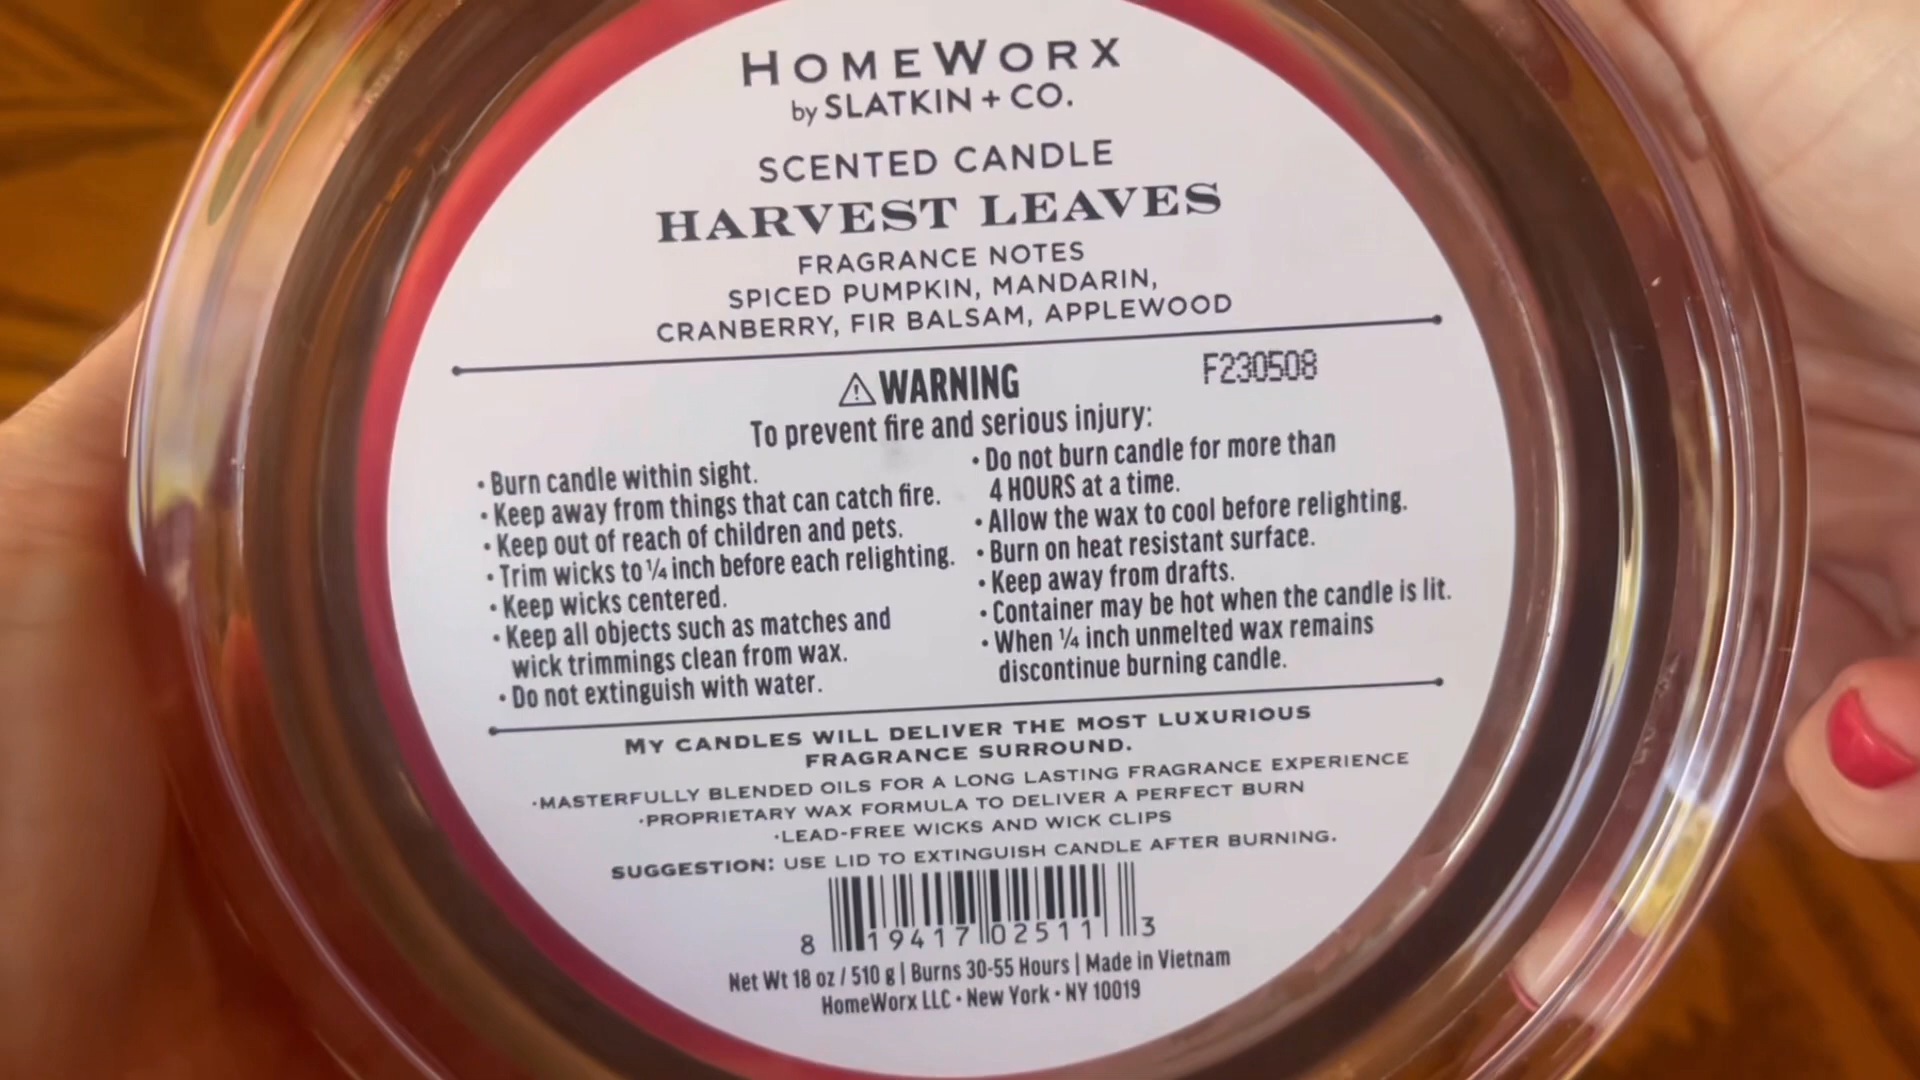 HOMEWORX
by SLATKIN + CO.
SCENTED CANDLE
HARVEST LEAVES
FRAGRANCE NOTES
SPICED PUMPKIN, MANDARIN,
CRANBERRY, FIR BALSAM, APPLEWOOD
⚠ WARNING
F230508
To prevent fire and serious injury:
• Burn candle within sight.
• Keep away from things that can catch fire.
• Keep out of reach of children and pets.
• Trim wicks to ¼ inch before each relighting.
• Keep wicks centered.
• Keep all objects such as matches and
wick trimmings clean from wax.
• Do not extinguish with water.
• Do not burn candle for more than
4 HOURS at a time.
• Allow the wax to cool before relighting.
• Burn on heat resistant surface.
• Keep away from drafts.
• Container may be hot when the candle is lit.
• When ¼ inch unmelted wax remains
discontinue burning candle.
MY CANDLES WILL DELIVER THE MOST LUXURIOUS
FRAGRANCE SURROUND.
•MASTERFULLY BLENDED OILS FOR A LONG LASTING FRAGRANCE EXPERIENCE
•PROPRIETARY WAX FORMULA TO DELIVER A PERFECT BURN
•LEAD-FREE WICKS AND WICK CLIPS
SUGGESTION: USE LID TO EXTINGUISH CANDLE AFTER BURNING.
8 19417 02511 3
Net Wt 18 oz / 510 g | Burns 30-55 Hours | Made in Vietnam
HomeWorx LLC • New York • NY 10019